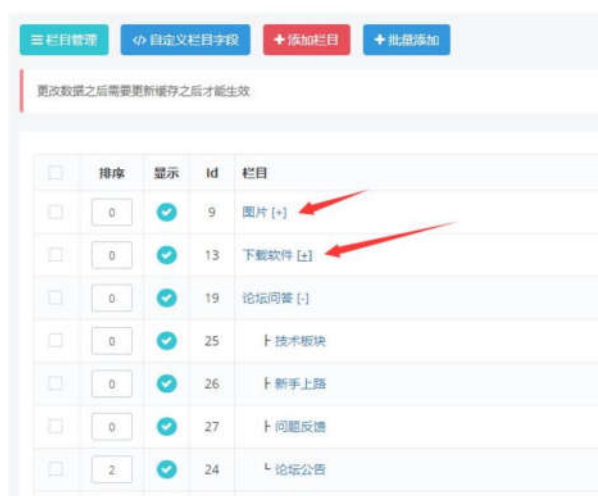 栏目管理 </> 自定义栏目字段 +添加栏目 +批量添加
更改数据之后需要更新缓存之后才能生效
排序 显示 Id 栏目
0 9 图片 [+]
0 13 下载软件 [+]
0 19 论坛问答 [-]
0 25 ├ 技术板块
0 26 ├ 新手上路
0 27 ├ 问题反馈
2 24 └ 论坛公告